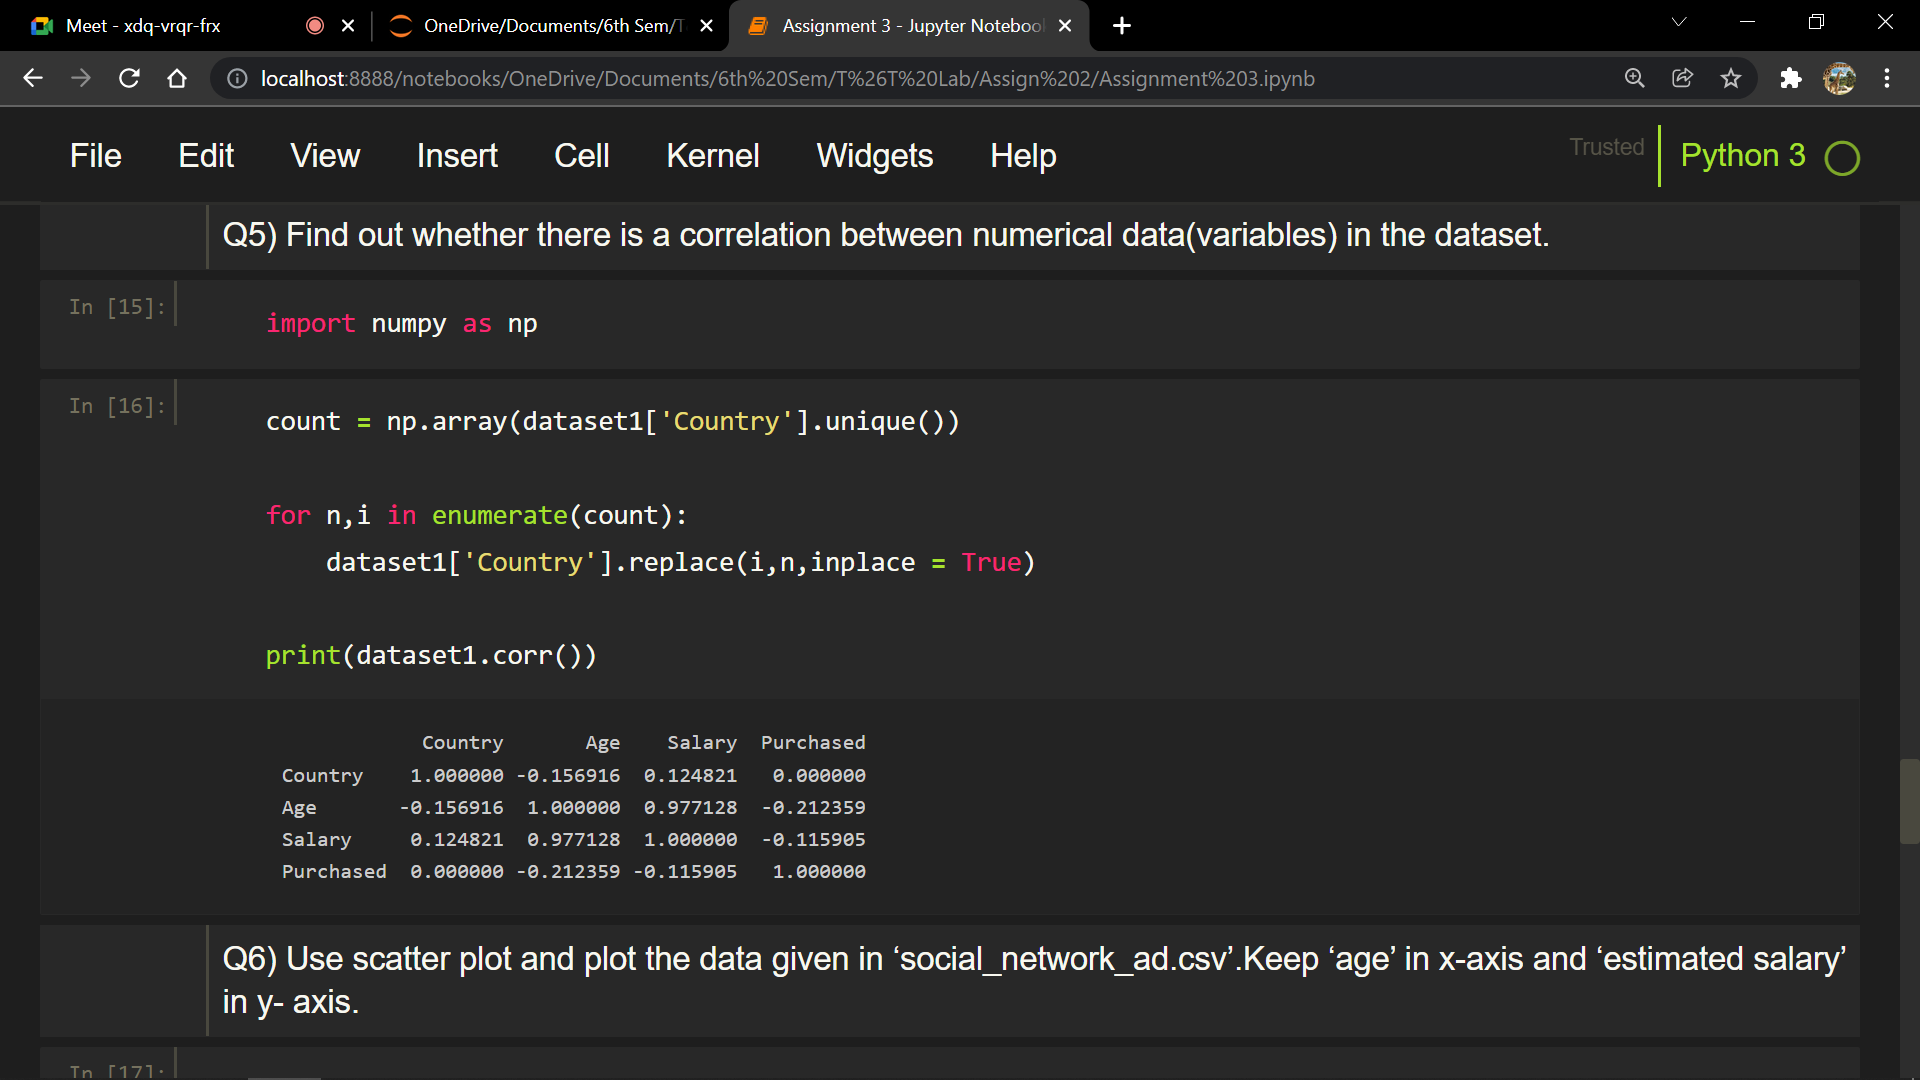 Meet - xdq-vrqr-frx
OneDrive/Documents/6th Sem/T
Assignment 3 - Jupyter Notebook
localhost:8888/notebooks/OneDrive/Documents/6th%20Sem/T%26T%20Lab/Assign%202/Assignment%203.ipynb
File Edit View Insert Cell Kernel Widgets Help Trusted Python 3
Q5) Find out whether there is a correlation between numerical data(variables) in the dataset.
In [15]:
import numpy as np
In [16]:
count = np.array(dataset1['Country'].unique())
for n,i in enumerate(count):
    dataset1['Country'].replace(i,n,inplace = True)
print(dataset1.corr())
Country Age Salary Purchased
Country 1.000000 -0.156916 0.124821 0.000000
Age -0.156916 1.000000 0.977128 -0.212359
Salary 0.124821 0.977128 1.000000 -0.115905
Purchased 0.000000 -0.212359 -0.115905 1.000000
Q6) Use scatter plot and plot the data given in ‘social_network_ad.csv’.Keep ‘age’ in x-axis and ‘estimated salary’
in y- axis.
In [17]: